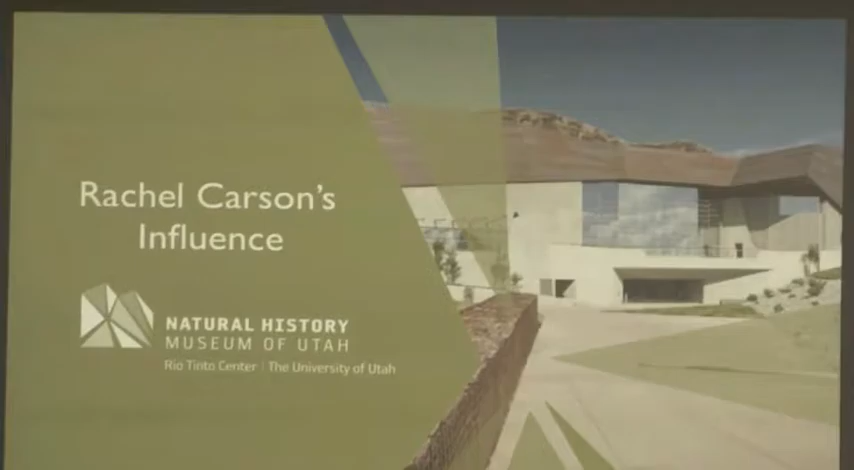 Rachel Carson's
Influence
NATURAL HISTORY
MUSEUM OF UTAH
Rio Tinto Center | The University of Utah